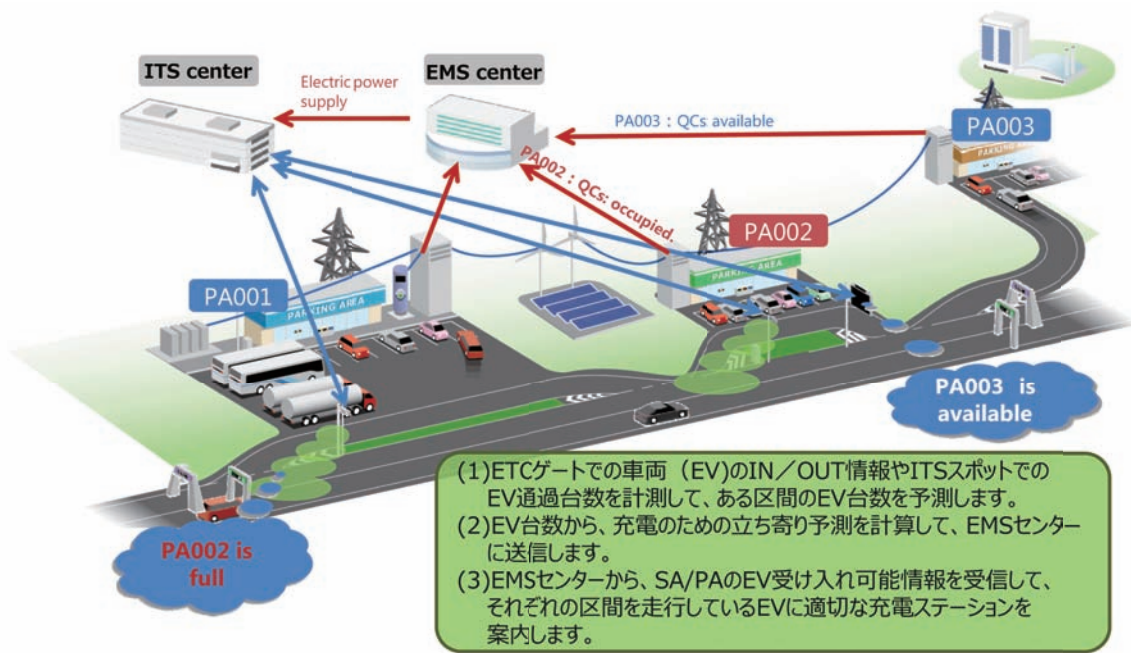 ITS center
EMS center
Electric power
supply
PA003：QCs available
PA003
PARKING AREA
PA002：QCs: occupied.
PA002
PARKING AREA
PA001
PARKING AREA
PA003 is
available
PA002 is
full
(1)ETCゲートでの車両（EV)のIN／OUT情報やITSスポットでの
EV通過台数を計測して、ある区間のEV台数を予測します。
(2)EV台数から、充電のための立ち寄り予測を計算して、EMSセンター
に送信します。
(3)EMSセンターから、SA/PAのEV受け入れ可能情報を受信して、
それぞれの区間を走行しているEVに適切な充電ステーションを
案内します。